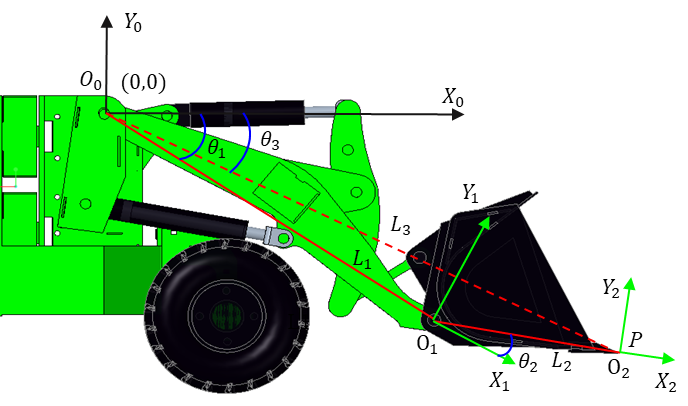 Y₀
O₀ (0,0)
X₀
θ₁
θ₃
Y₁
L₃
L₁
Y₂
O₁
P
θ₂
L₂
O₂
X₁
X₂